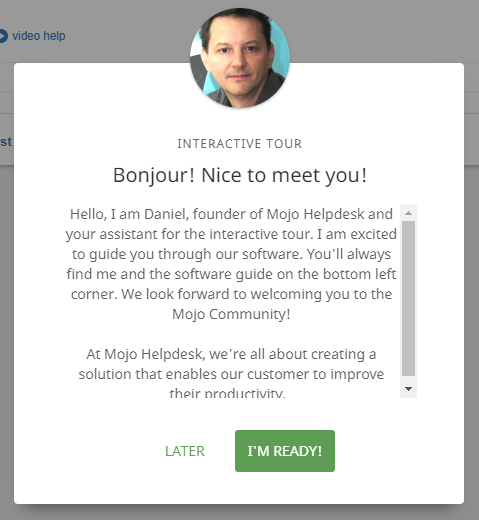 video help
rst
INTERACTIVE TOUR
Bonjour! Nice to meet you!
Hello, I am Daniel, founder of Mojo Helpdesk and
your assistant for the interactive tour. I am excited
to guide you through our software. You'll always
find me and the software guide on the bottom left
corner. We look forward to welcoming you to the
Mojo Community!
At Mojo Helpdesk, we're all about creating a
solution that enables our customer to improve
their productivity.
LATER
I'M READY!